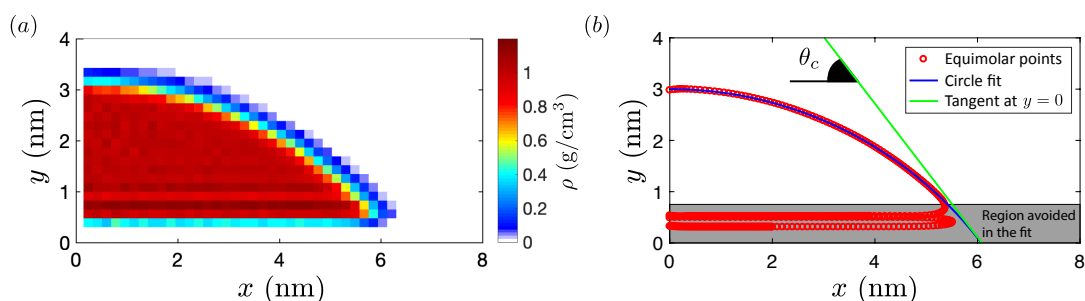 (a)
4
3
2
1
0
y (nm)
0 2 4 6 8
x (nm)
1
0.8
0.6
0.4
0.2
0
ρ (g/cm³)
(b)
4
3
2
1
0
y (nm)
0 2 4 6 8
x (nm)
θc
Equimolar points
Circle fit
Tangent at y = 0
Region avoided
in the fit